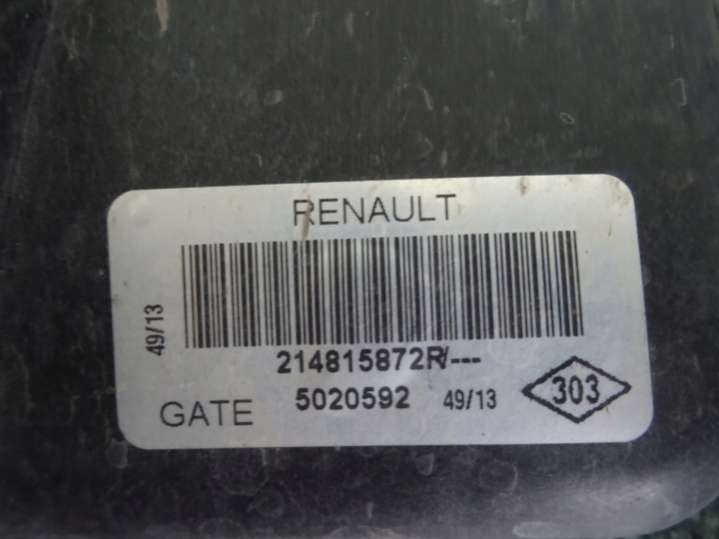 RENAULT
49/13
214815872R/---
GATE 5020592 49/13 303